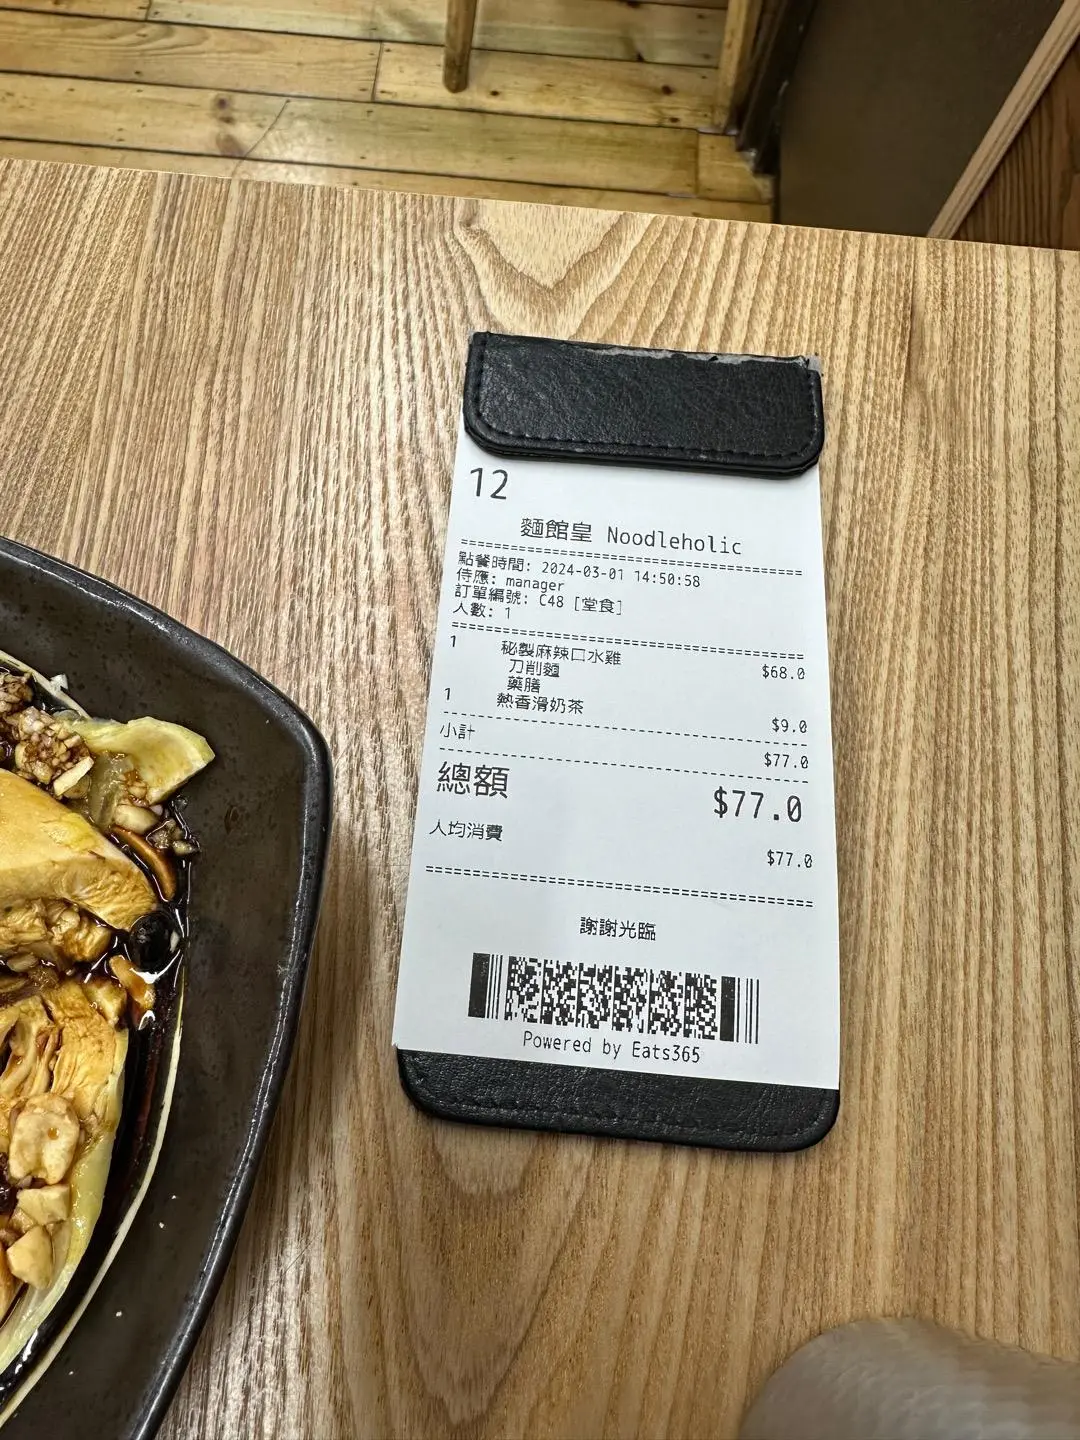 12
麵館皇 Noodleholic
點餐時間: 2024-03-01 14:50:58
侍應: manager
訂單編號: C48 [堂食]
人數: 1
1 秘製麻辣口水雞 $68.0
刀削麵
藥膳
1 熱香滑奶茶 $9.0
小計 $77.0
總額 $77.0
人均消費 $77.0
謝謝光臨
Powered by Eats365